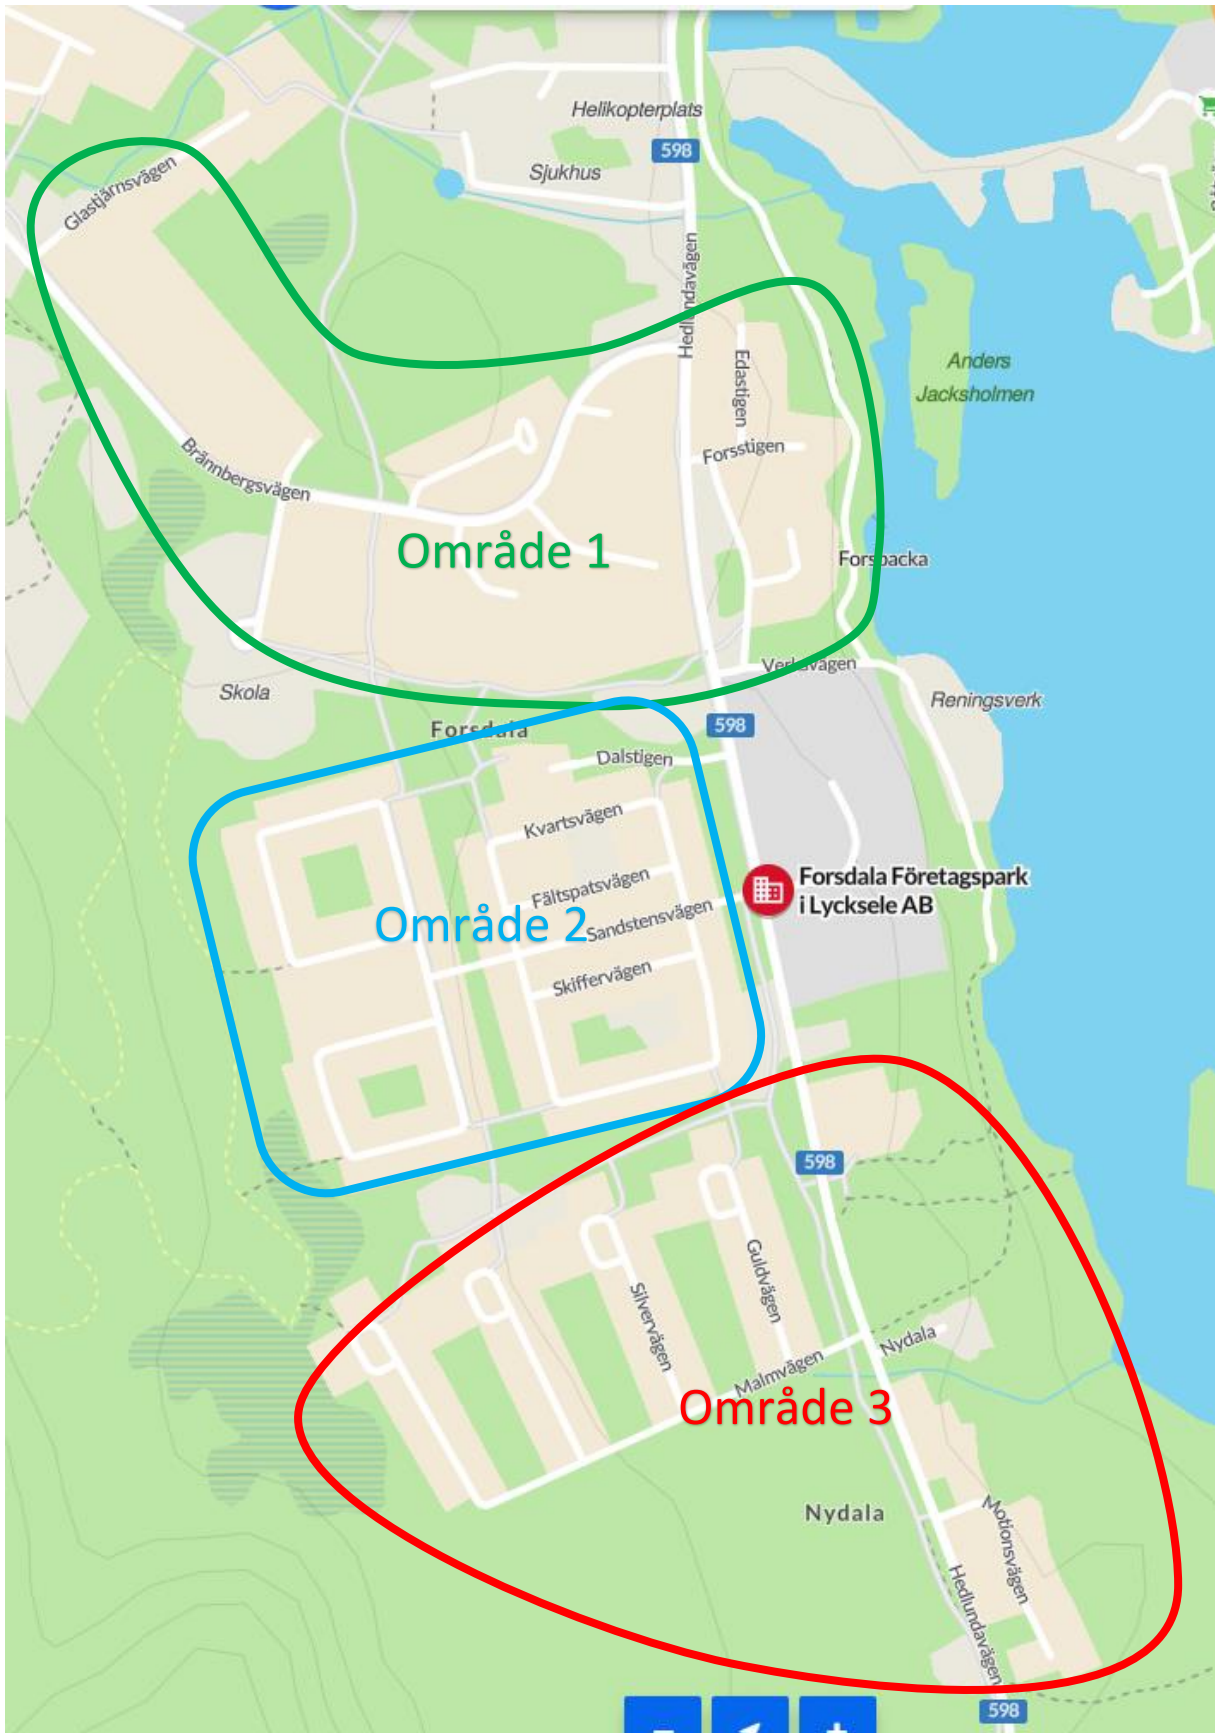 Helikopterplats
598
Sjukhus
Glastjärnsvägen
Hedlundavägen
Edastigen
Anders
Jacksholmen
Forsstigen
Brännbergsvägen
Område 1
Forsbacka
Verkavägen
Skola
Reningsverk
Forsdala
598
Dalstigen
Kvartsvägen
Fältspatsvägen
Forsdala Företagspark
i Lycksele AB
Område 2
Sandstensvägen
Skiffervägen
598
Guldvägen
Silvervägen
Nydala
Malmvägen
Område 3
Nydala
Motionsvägen
Hedlundavägen
598